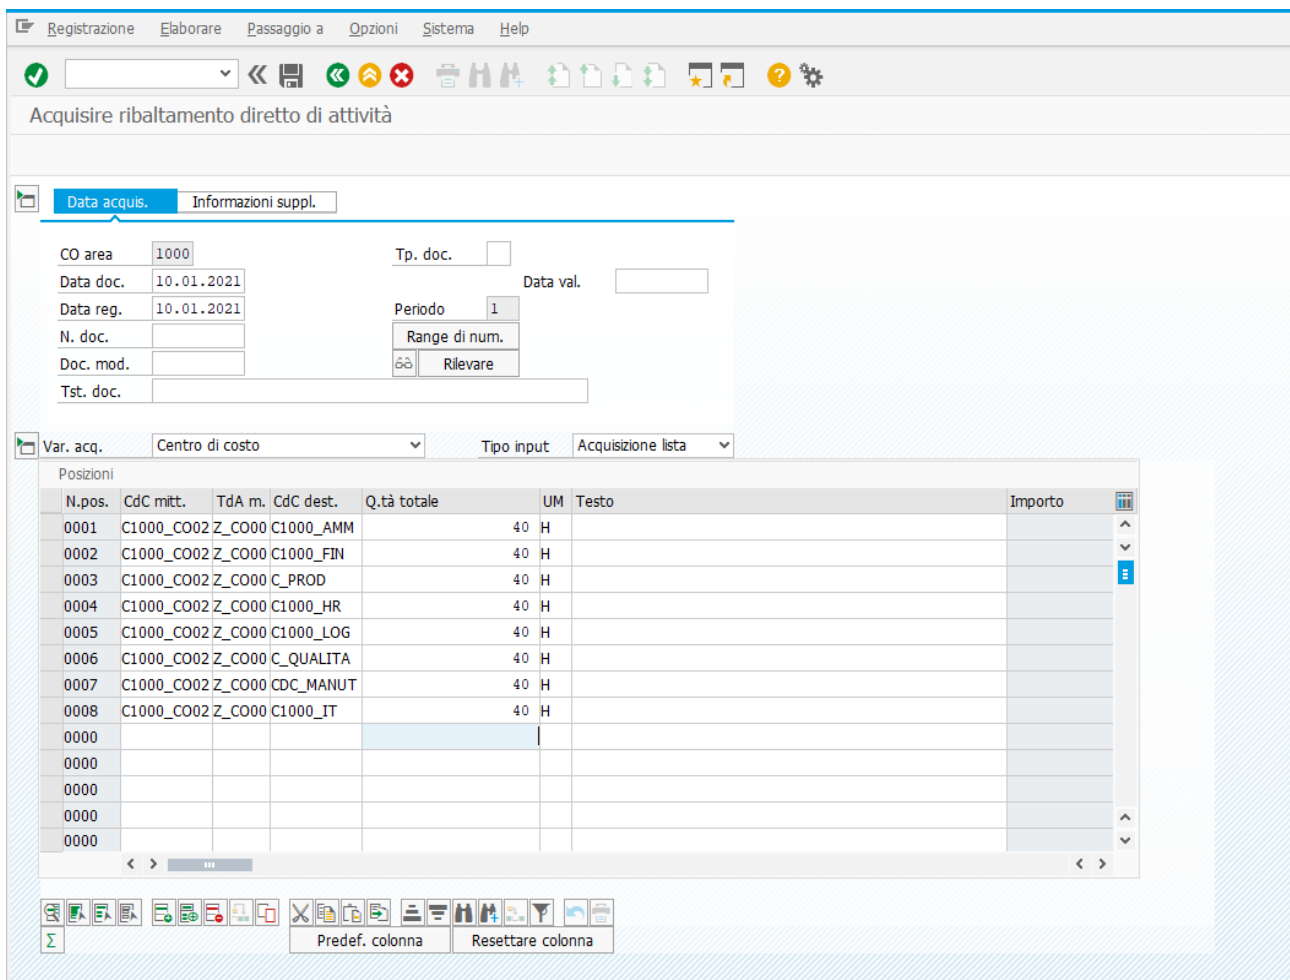 Registrazione Elaborare Passaggio a Opzioni Sistema Help
Acquisire ribaltamento diretto di attività
Data acquis. Informazioni suppl.
CO area 1000 Tp. doc.
Data doc. 10.01.2021 Data val.
Data reg. 10.01.2021 Periodo 1
N. doc. Range di num.
Doc. mod. Rilevare
Tst. doc.
Var. acq. Centro di costo Tipo input Acquisizione lista
Posizioni
N.pos. CdC mitt. TdA m. CdC dest. Q.tà totale UM Testo Importo
0001 C1000_CO02 Z_CO00 C1000_AMM 40 H
0002 C1000_CO02 Z_CO00 C1000_FIN 40 H
0003 C1000_CO02 Z_CO00 C_PROD 40 H
0004 C1000_CO02 Z_CO00 C1000_HR 40 H
0005 C1000_CO02 Z_CO00 C1000_LOG 40 H
0006 C1000_CO02 Z_CO00 C_QUALITA 40 H
0007 C1000_CO02 Z_CO00 CDC_MANUT 40 H
0008 C1000_CO02 Z_CO00 C1000_IT 40 H
0000
0000
0000
0000
0000
Predef. colonna Resettare colonna